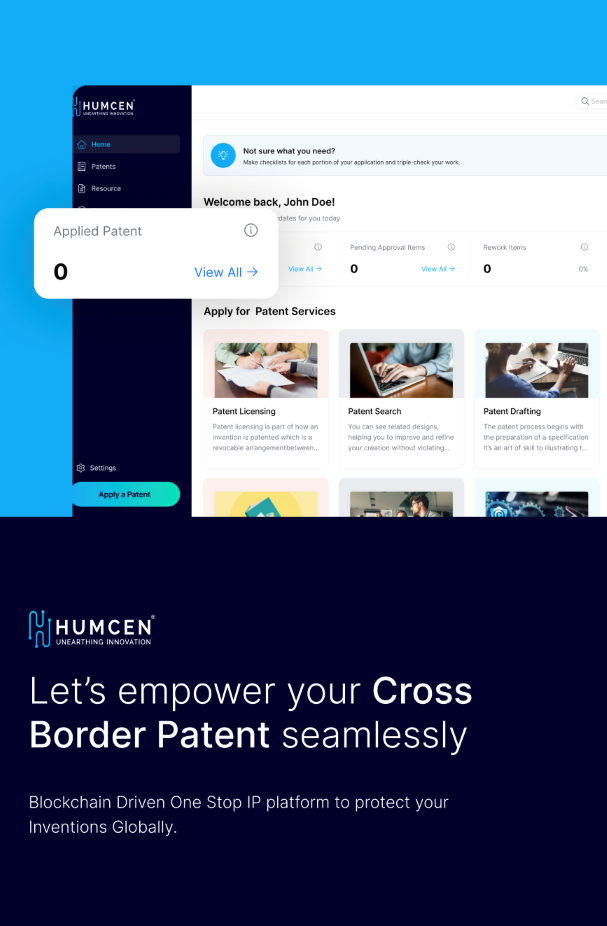 HUMCEN
UNEARTHING INNOVATION
Home
Patents
Resource
Applied Patent
0
View All →
Settings
Apply a Patent
Not sure what you need?
Make checklists for each portion of your application and triple-check your work.
Welcome back, John Doe!
dates for you today
View All →
Pending Approval Items
0
View All →
Rework Items
0
0%
Apply for Patent Services
Patent Licensing
Patent licensing is part of how an
invention is patented which is a
revocable arrangementbetween...
Patent Search
You can see related designs,
helping you to improve and refine
your creation without violating...
Patent Drafting
The patent process begins with
the preparation of a specification
It's an art of skill to illustrating t...
HUMCEN®
UNEARTHING INNOVATION
Let's empower your Cross
Border Patent seamlessly
Blockchain Driven One Stop IP platform to protect your
Inventions Globally.